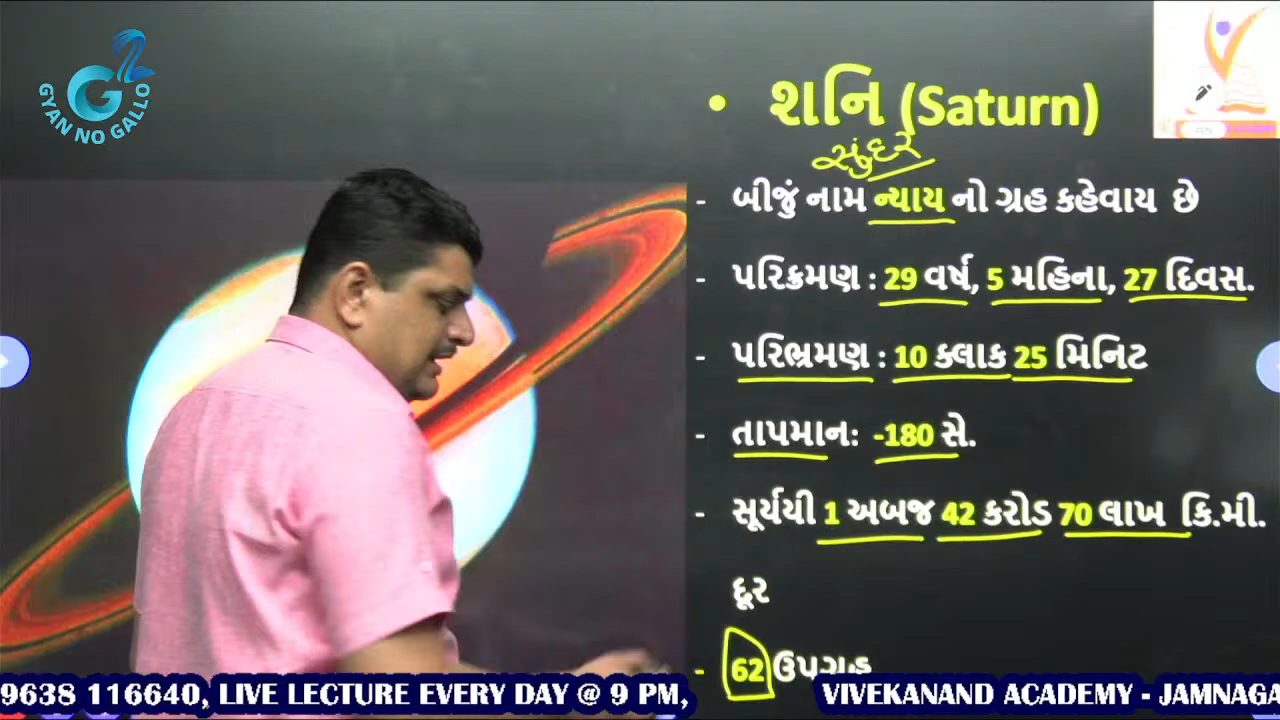 GYAN NO GALLO
• શનિ (Saturn)
સુંદર
- બીજું નામ ન્યાય નો ગ્રહ કહેવાય છે
- પરિક્રમણ : 29 વર્ષ, 5 મહિના, 27 દિવસ.
- પરિભ્રમણ : 10 ક્લાક 25 મિનિટ
- તાપમાન: -180 સે.
- સૂર્યયી 1 અબજ 42 કરોડ 70 લાખ કિ.મી.
દૂર
- 62 ઉપગ્રહ
9638 116640, LIVE LECTURE EVERY DAY @ 9 PM, VIVEKANAND ACADEMY - JAMNAGA